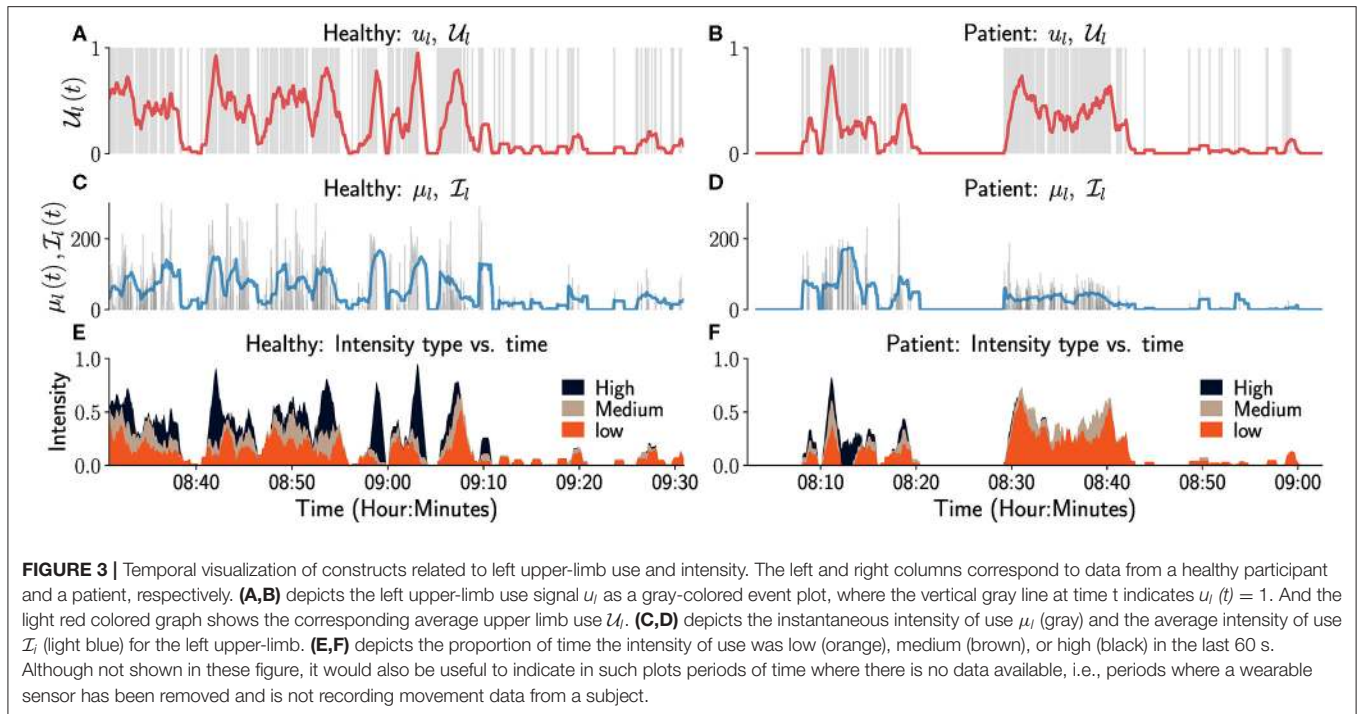 A Healthy: u_l, 𝒰_l
B Patient: u_l, 𝒰_l
𝒰_l(t)
1
0
1
0
C Healthy: μ_l, ℐ_l
D Patient: μ_l, ℐ_l
μ_l(t), ℐ_l(t)
200
0
200
0
E Healthy: Intensity type vs. time
F Patient: Intensity type vs. time
Intensity
1.0
0.5
0.0
High
Medium
low
1.0
0.5
0.0
High
Medium
low
08:40 08:50 09:00 09:10 09:20 09:30
08:10 08:20 08:30 08:40 08:50 09:00
Time (Hour:Minutes)
Time (Hour:Minutes)
FIGURE 3 | Temporal visualization of constructs related to left upper-limb use and intensity. The left and right columns correspond to data from a healthy participant
and a patient, respectively. (A,B) depicts the left upper-limb use signal u_l as a gray-colored event plot, where the vertical gray line at time t indicates u_l (t) = 1. And the
light red colored graph shows the corresponding average upper limb use 𝒰_l. (C,D) depicts the instantaneous intensity of use μ_l (gray) and the average intensity of use
ℐ_i (light blue) for the left upper-limb. (E,F) depicts the proportion of time the intensity of use was low (orange), medium (brown), or high (black) in the last 60 s.
Although not shown in these figure, it would also be useful to indicate in such plots periods of time where there is no data available, i.e., periods where a wearable
sensor has been removed and is not recording movement data from a subject.